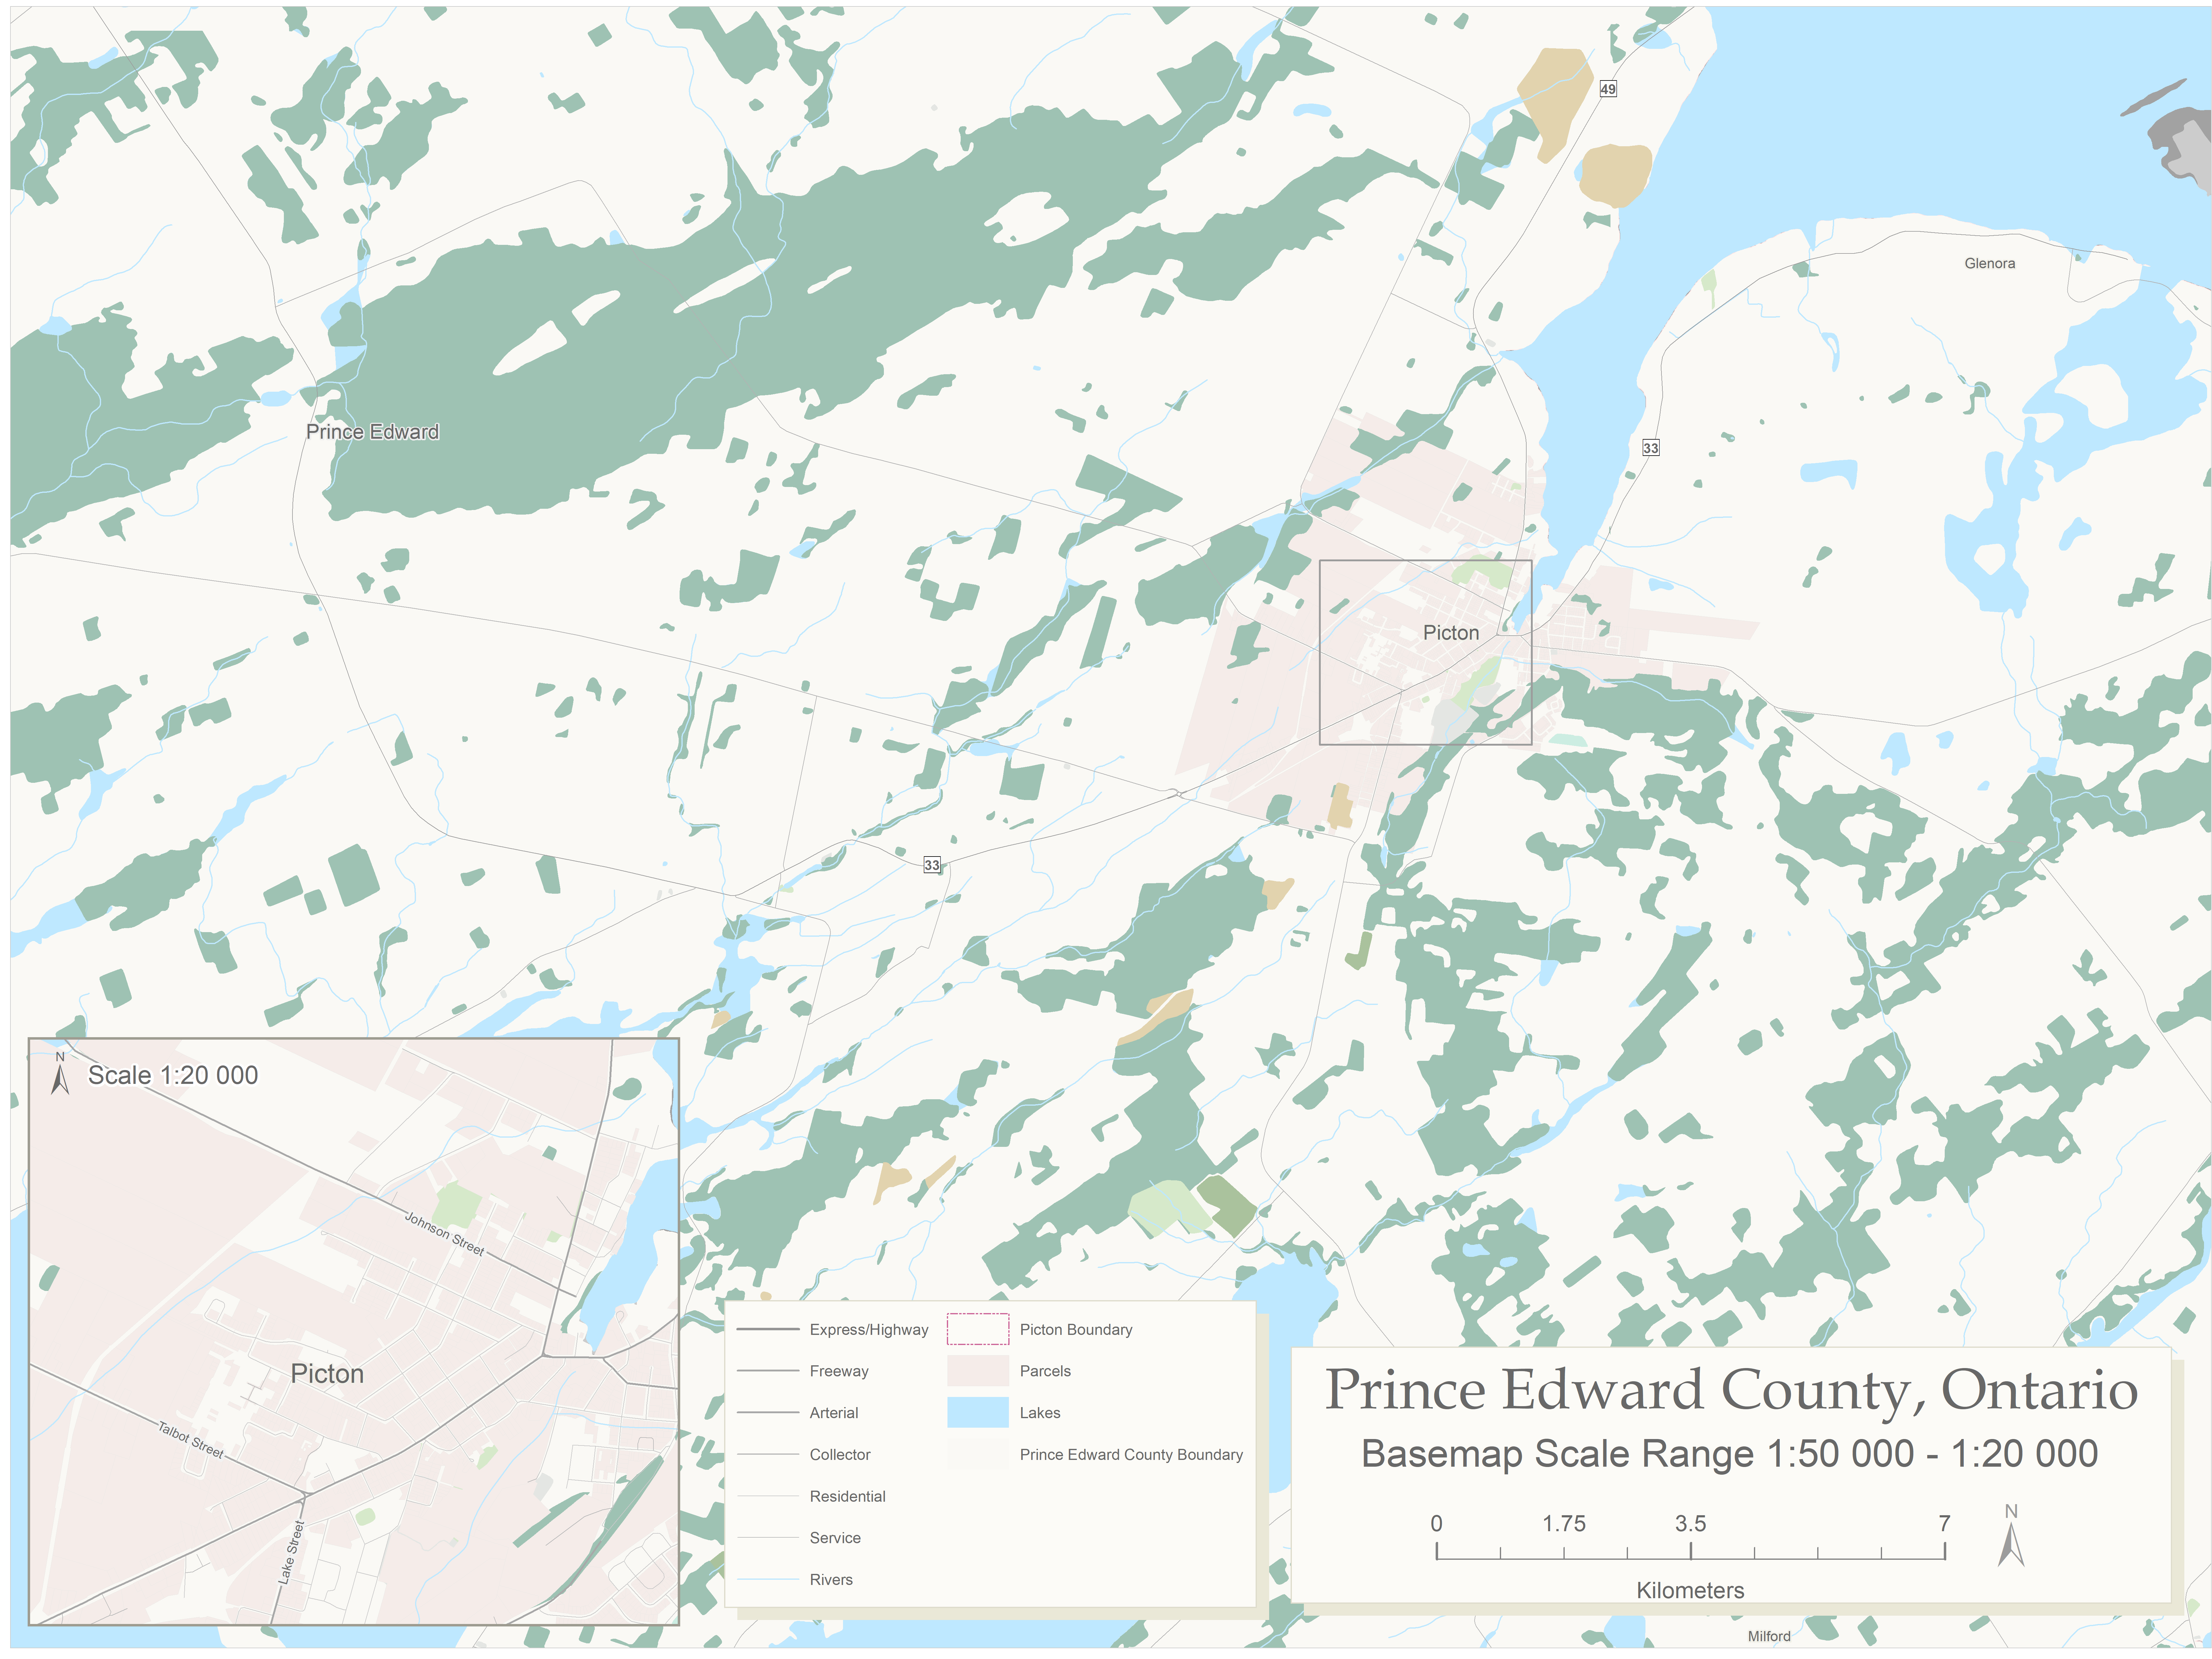 49
Glenora
33
Prince Edward
Picton
33
N
Scale 1:20 000
Johnson Street
Picton
Talbot Street
Lake Street
Express/Highway
Freeway
Arterial
Collector
Residential
Service
Rivers
Picton Boundary
Parcels
Lakes
Prince Edward County Boundary
Prince Edward County, Ontario
Basemap Scale Range 1:50 000 - 1:20 000
0 1.75 3.5 7
Kilometers
N
Milford